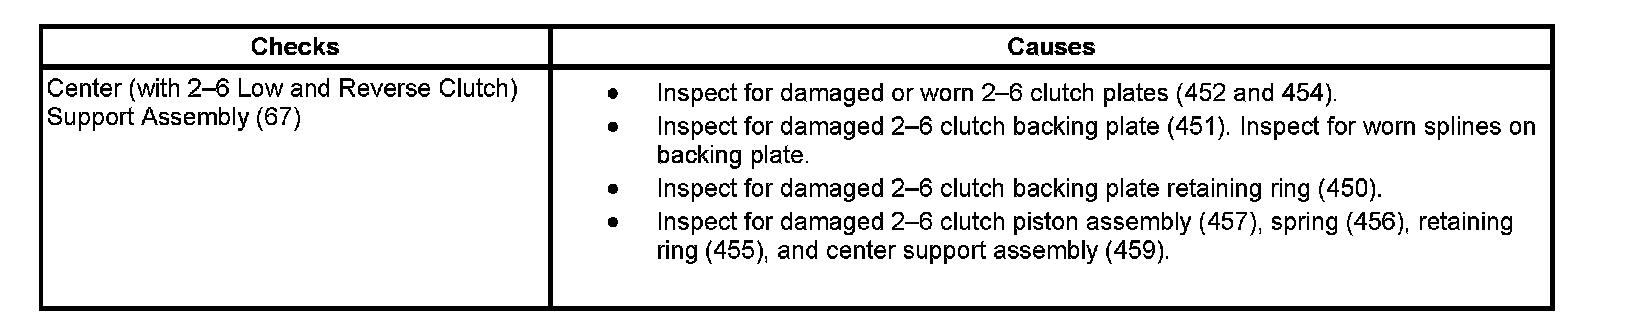 Checks
Causes
Center (with 2–6 Low and Reverse Clutch)
Support Assembly (67)
● Inspect for damaged or worn 2–6 clutch plates (452 and 454).
● Inspect for damaged 2–6 clutch backing plate (451). Inspect for worn splines on
backing plate.
● Inspect for damaged 2–6 clutch backing plate retaining ring (450).
● Inspect for damaged 2–6 clutch piston assembly (457), spring (456), retaining
ring (455), and center support assembly (459).